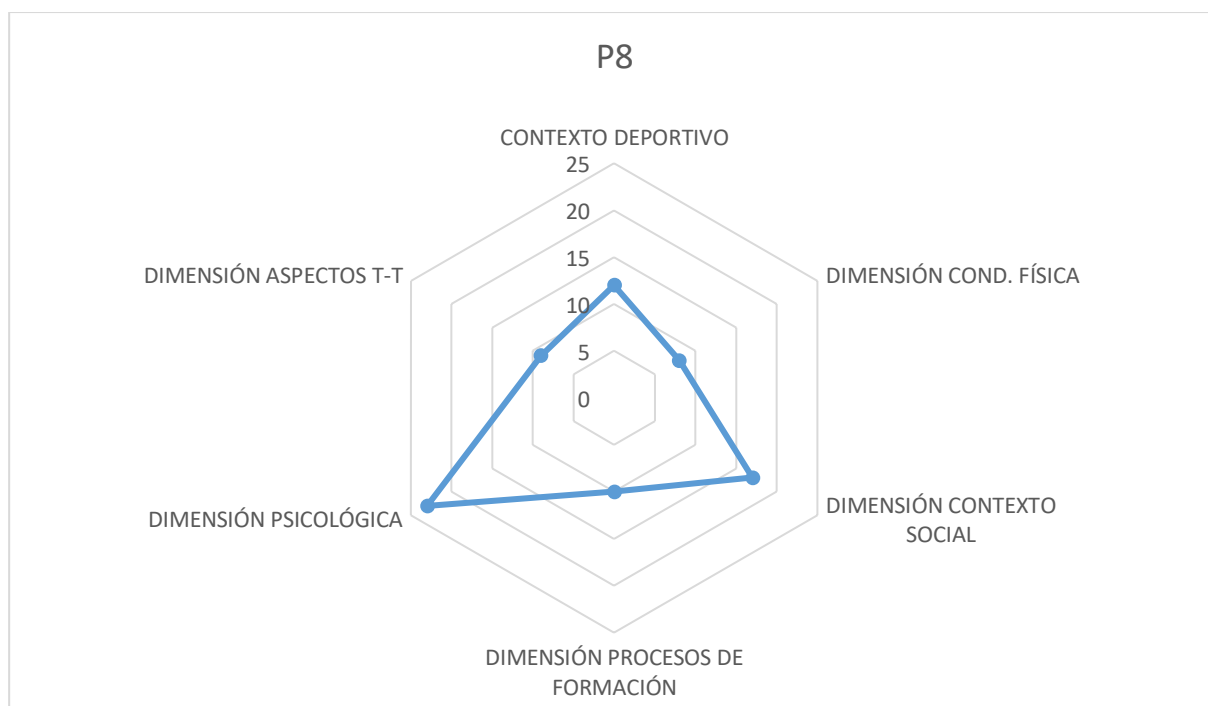 P8
CONTEXTO DEPORTIVO
25
20
15
10
5
0
DIMENSIÓN ASPECTOS T-T
DIMENSIÓN COND. FÍSICA
DIMENSIÓN PSICOLÓGICA
DIMENSIÓN CONTEXTO
SOCIAL
DIMENSIÓN PROCESOS DE
FORMACIÓN